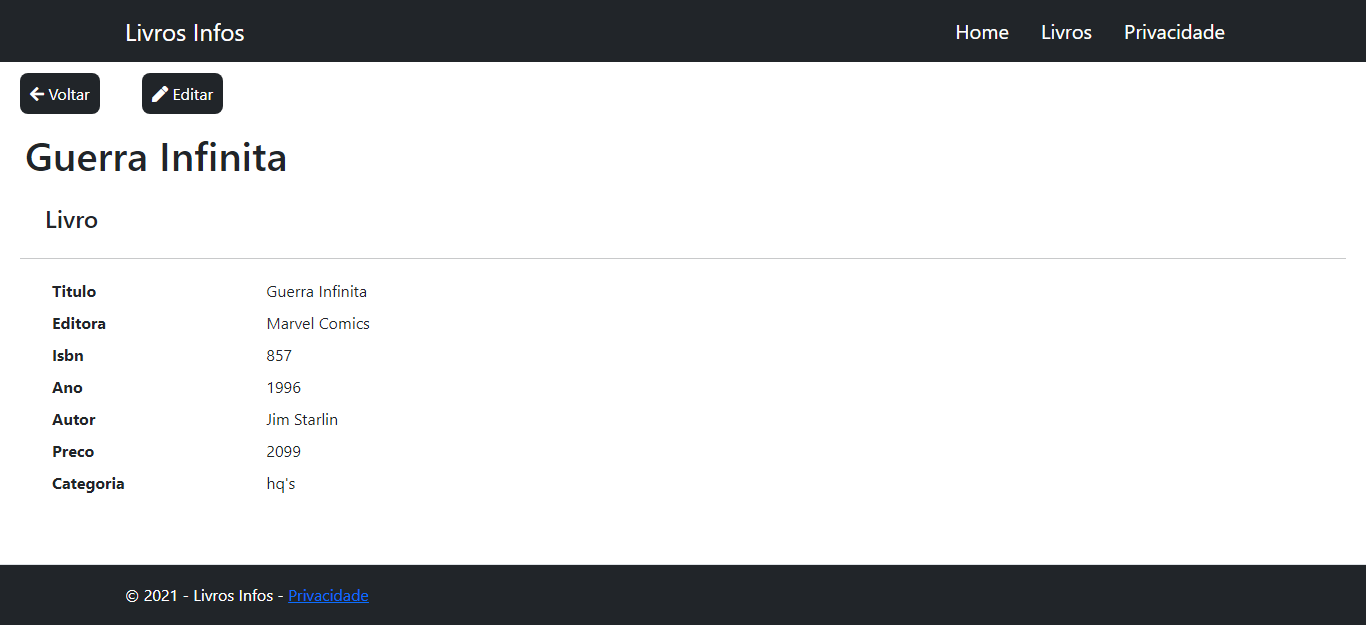 Livros Infos Home Livros Privacidade
Voltar Editar
Guerra Infinita
Livro
Titulo Guerra Infinita
Editora Marvel Comics
Isbn 857
Ano 1996
Autor Jim Starlin
Preco 2099
Categoria hq's
© 2021 - Livros Infos - Privacidade